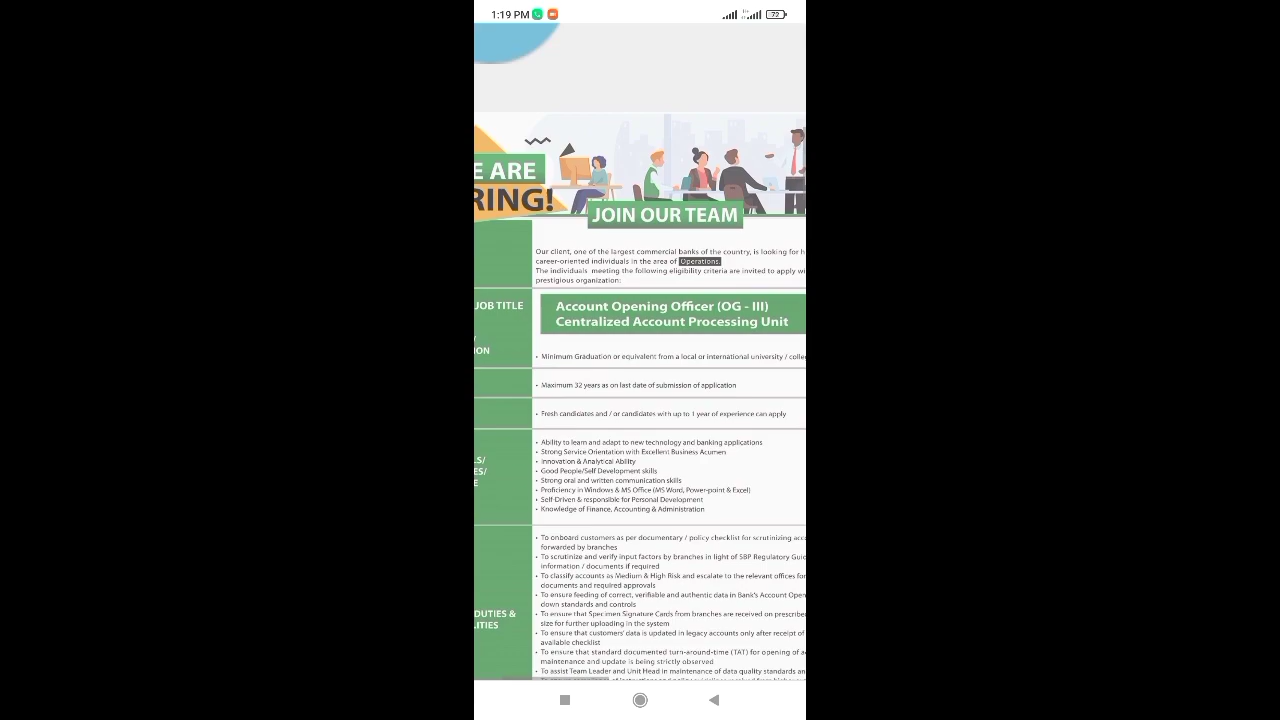 1:19 PM
72
E ARE
RING!
JOIN OUR TEAM
Our client, one of the largest commercial banks of the country, is looking for h
career-oriented individuals in the area of Operations.
The individuals meeting the following eligibility criteria are invited to apply wi
prestigious organization:
JOB TITLE
Account Opening Officer (OG - III)
Centralized Account Processing Unit
ION
• Minimum Graduation or equivalent from a local or international university / colle
• Maximum 32 years as on last date of submission of application
• Fresh candidates and / or candidates with up to 1 year of experience can apply
LS/
ES/
E
• Ability to learn and adapt to new technology and banking applications
• Strong Service Orientation with Excellent Business Acumen
• Innovation & Analytical Ability
• Good People/Self Development skills
• Strong oral and written communication skills
• Proficiency in Windows & MS Office (MS Word, Power-point & Excel)
• Self-Driven & responsible for Personal Development
• Knowledge of Finance, Accounting & Administration
DUTIES &
LITIES
• To onboard customers as per documentary / policy checklist for scrutinizing acc
forwarded by branches
• To scrutinize and verify input factors by branches in light of SBP Regulatory Guid
information / documents if required
• To classify accounts as Medium & High Risk and escalate to the relevant offices for
documents and required approvals
• To ensure feeding of correct, verifiable and authentic data in Bank's Account Open
down standards and controls
• To ensure that Specimen Signature Cards from branches are received on prescribe
size for further uploading in the system
• To ensure that customers' data is updated in legacy accounts only after receipt of
available checklist
• To ensure that standard documented turn-around-time (TAT) for opening of a
maintenance and update is being strictly observed
• To assist Team Leader and Unit Head in maintenance of data quality standards an